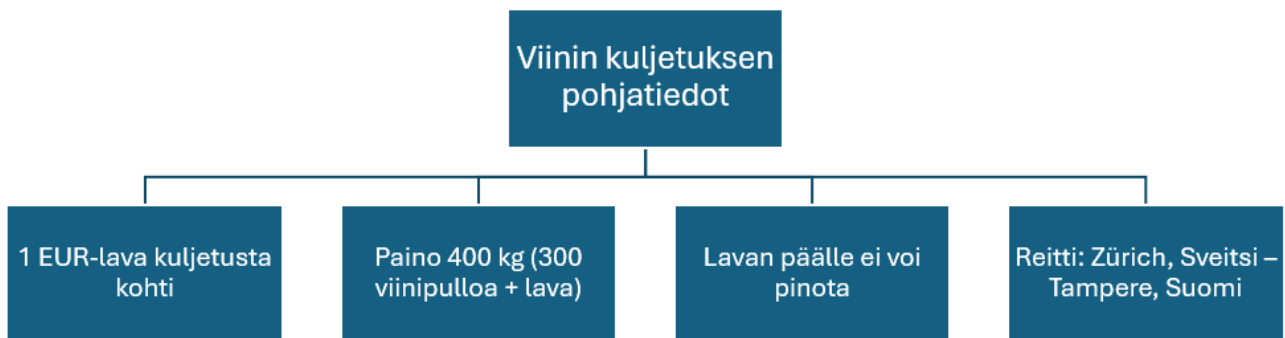 Viinin kuljetuksen
pohjatiedot
1 EUR-lava kuljetusta
kohti
Paino 400 kg (300
viinipulloa + lava)
Lavan päälle ei voi
pinota
Reitti: Zürich, Sveitsi –
Tampere, Suomi